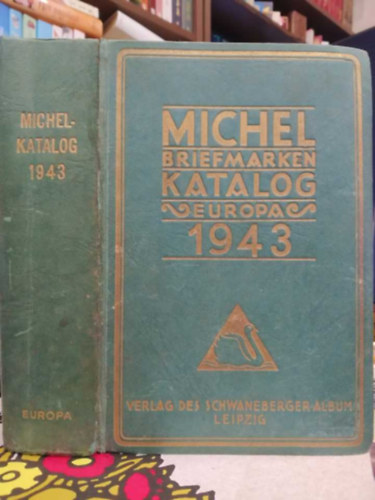 MICHEL-
KATALOG
1943
EUROPA
MICHEL
BRIEFMARKEN
KATALOG
EUROPA
1943
VERLAG DES SCHWANEBERGER-ALBUM
LEIPZIG